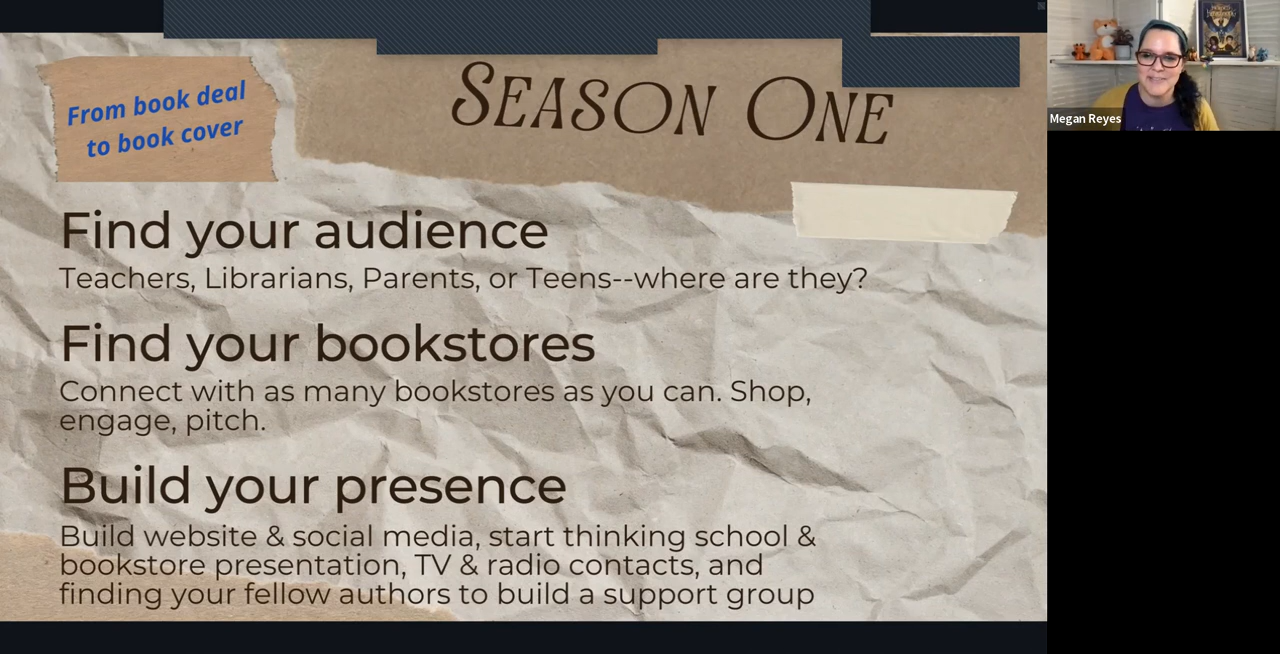 From book deal
to book cover
SEASON ONE
Find your audience
Teachers, Librarians, Parents, or Teens--where are they?
Find your bookstores
Connect with as many bookstores as you can. Shop,
engage, pitch.
Build your presence
Build website & social media, start thinking school &
bookstore presentation, TV & radio contacts, and
finding your fellow authors to build a support group
Megan Reyes